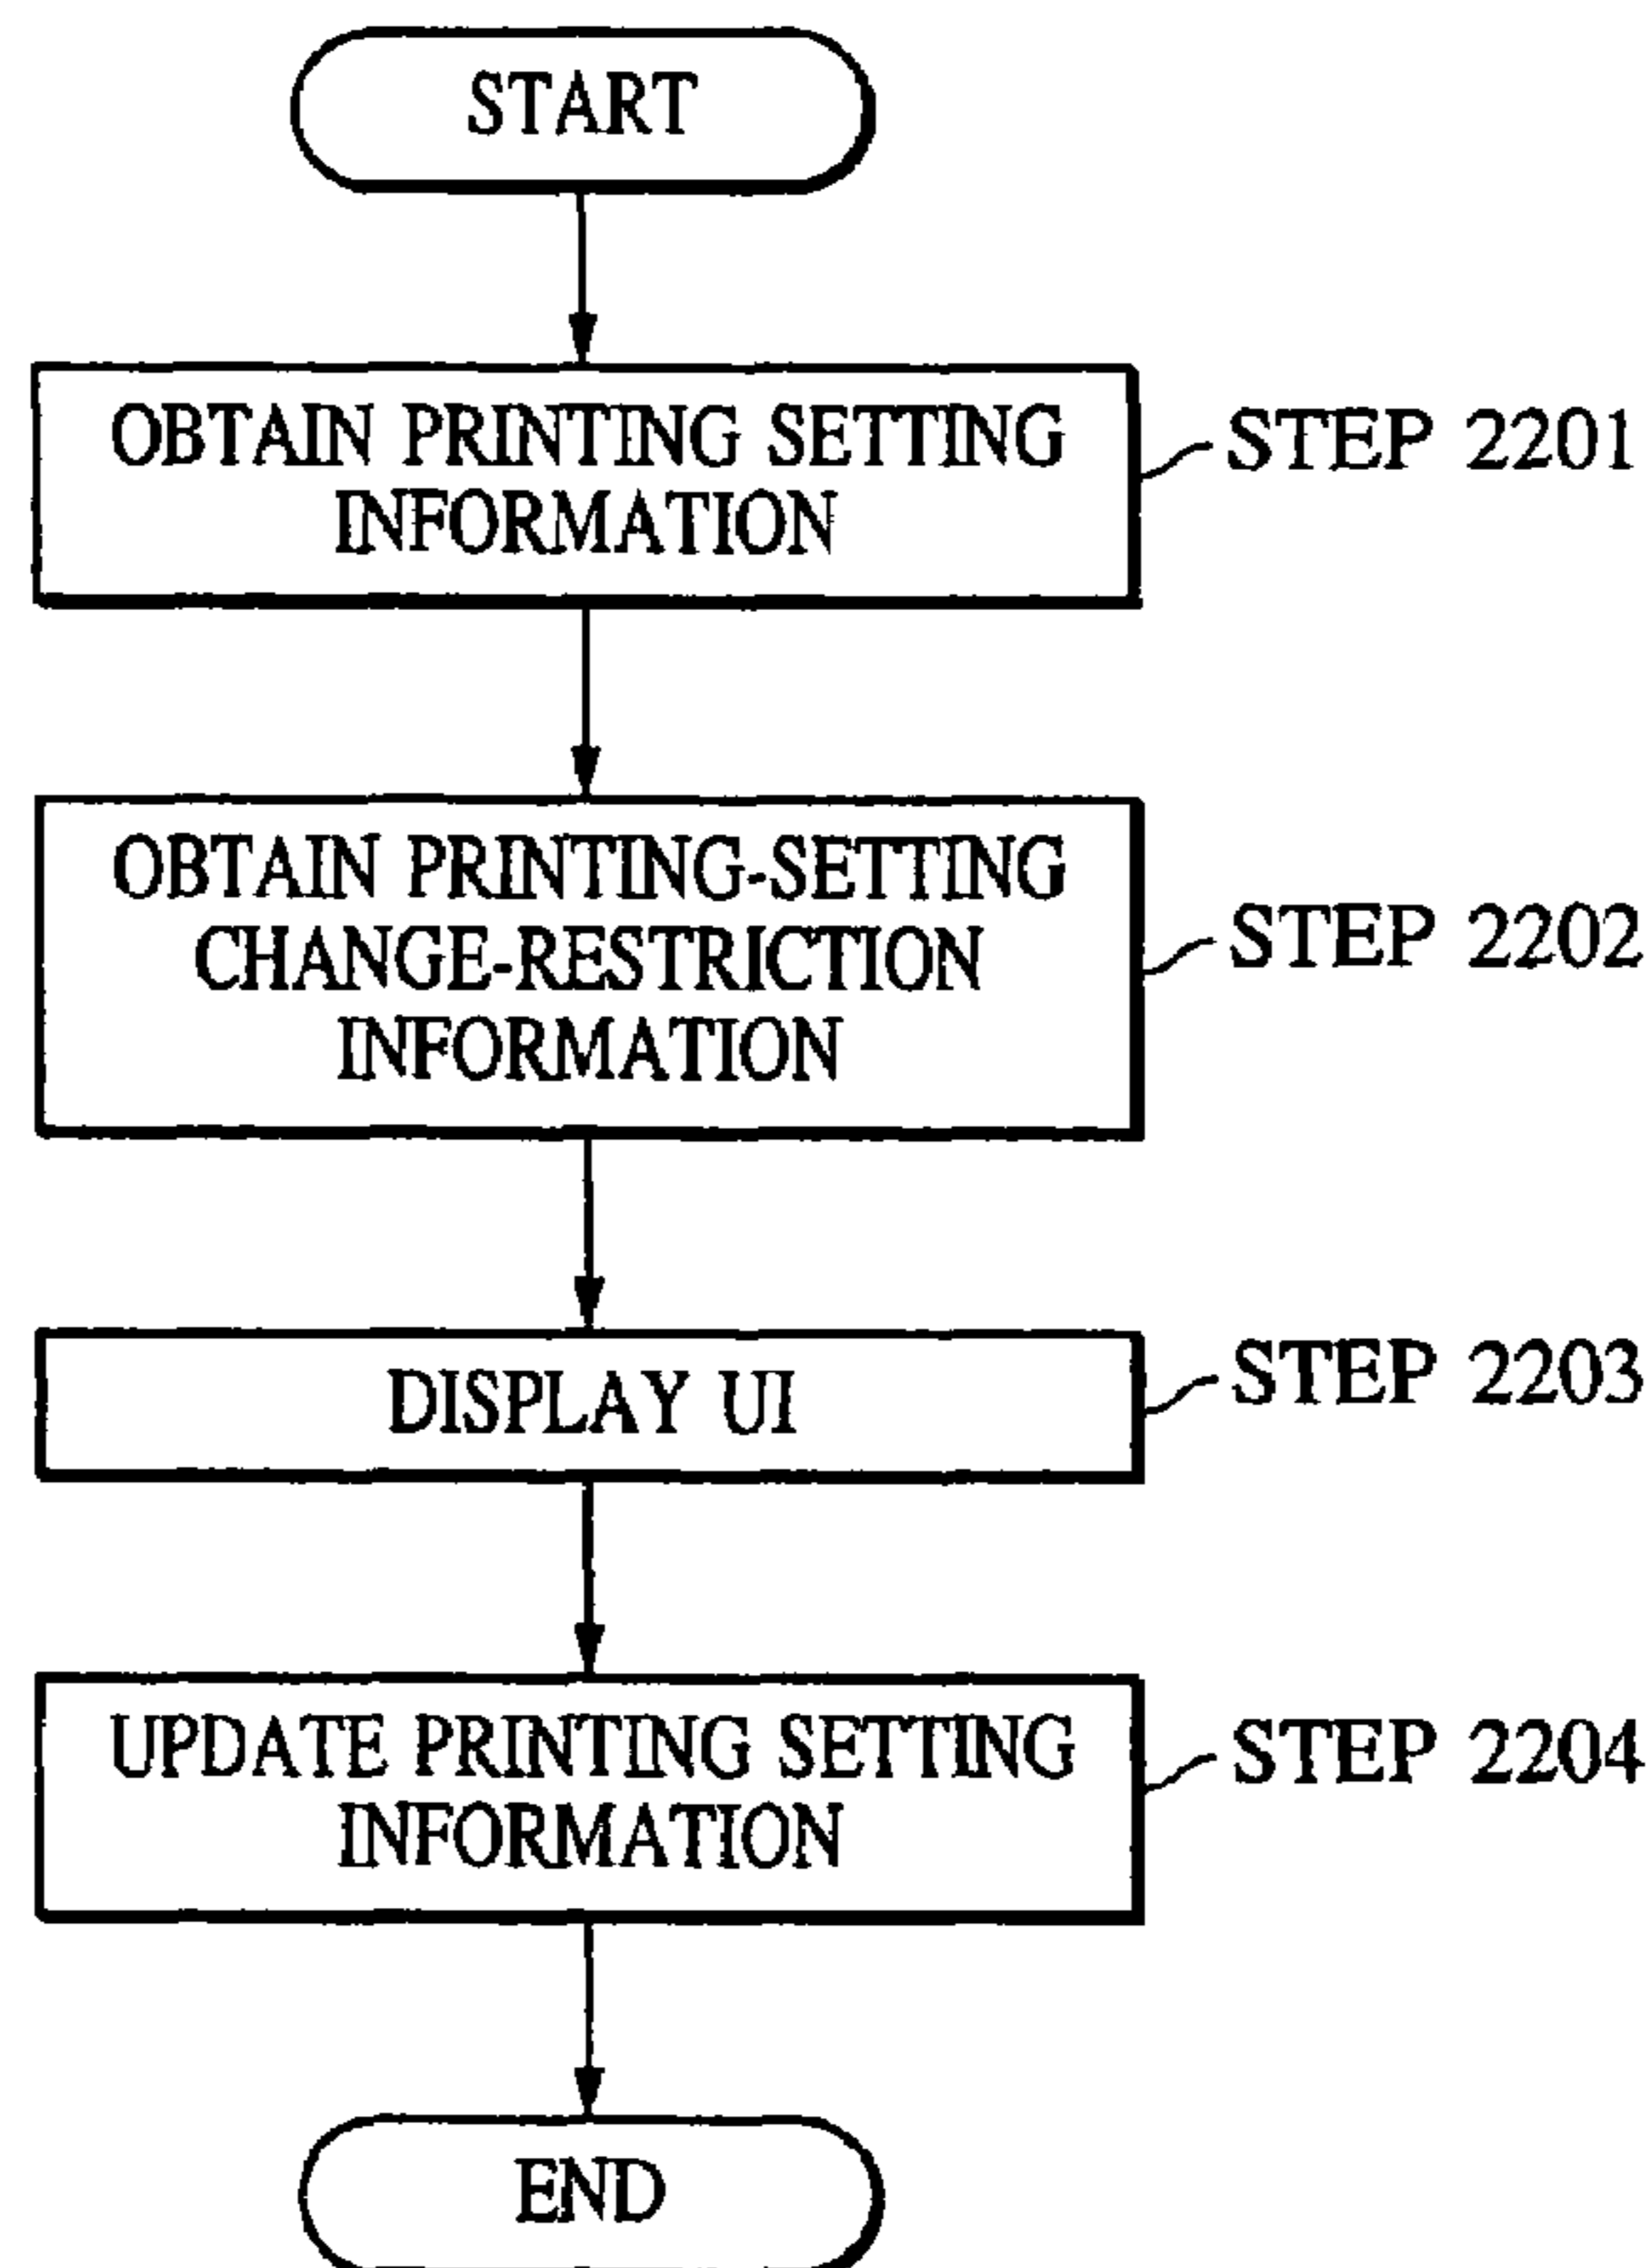 START
OBTAIN PRINTING SETTING
INFORMATION
STEP 2201
OBTAIN PRINTING-SETTING
CHANGE-RESTRICTION
INFORMATION
STEP 2202
DISPLAY UI
STEP 2203
UPDATE PRINTING SETTING
INFORMATION
STEP 2204
END